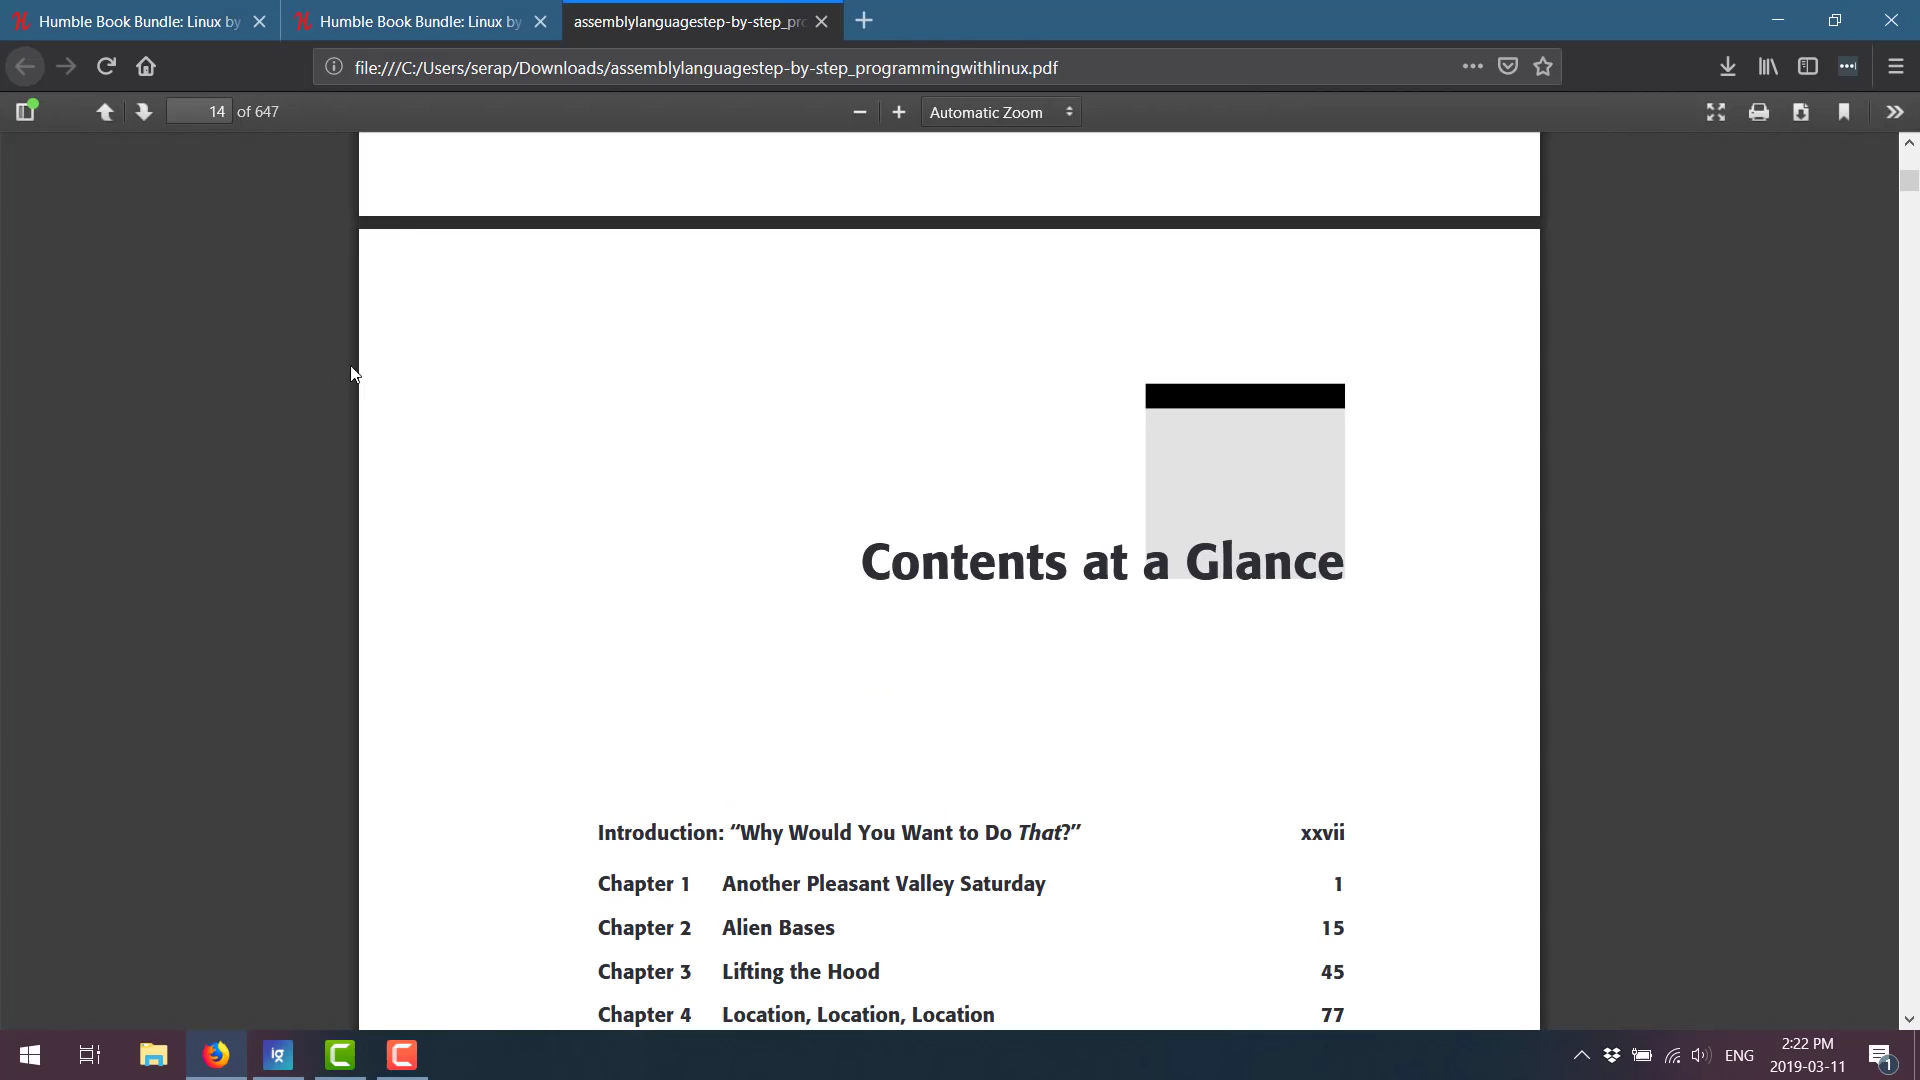 Humble Book Bundle: Linux by
Humble Book Bundle: Linux by
assemblylanguagestep-by-step_pro
file:///C:/Users/serap/Downloads/assemblylanguagestep-by-step_programmingwithlinux.pdf
14 of 647
Automatic Zoom
Contents at a Glance
Introduction: “Why Would You Want to Do That?” xxvii
Chapter 1 Another Pleasant Valley Saturday 1
Chapter 2 Alien Bases 15
Chapter 3 Lifting the Hood 45
Chapter 4 Location, Location, Location 77
ig
ENG
2:22 PM
2019-03-11
1